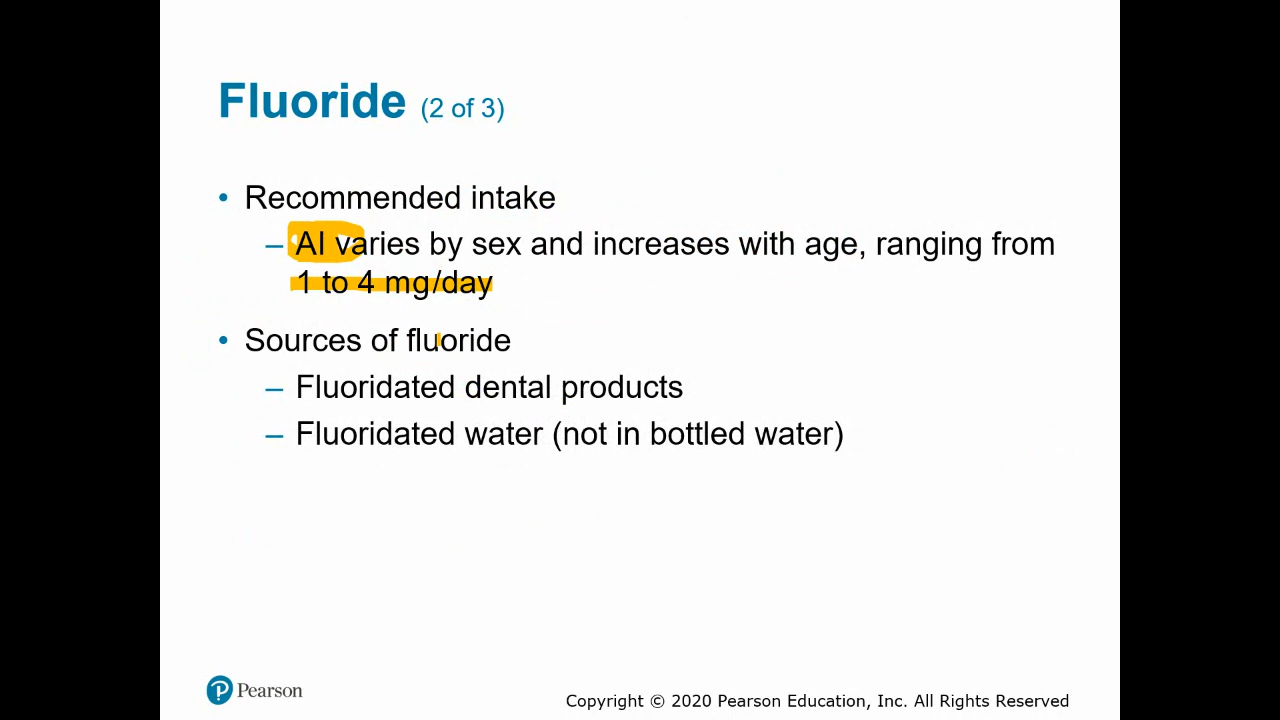 Fluoride (2 of 3)
• Recommended intake
– AI varies by sex and increases with age, ranging from
1 to 4 mg/day
• Sources of fluoride
– Fluoridated dental products
– Fluoridated water (not in bottled water)
Pearson
Copyright © 2020 Pearson Education, Inc. All Rights Reserved